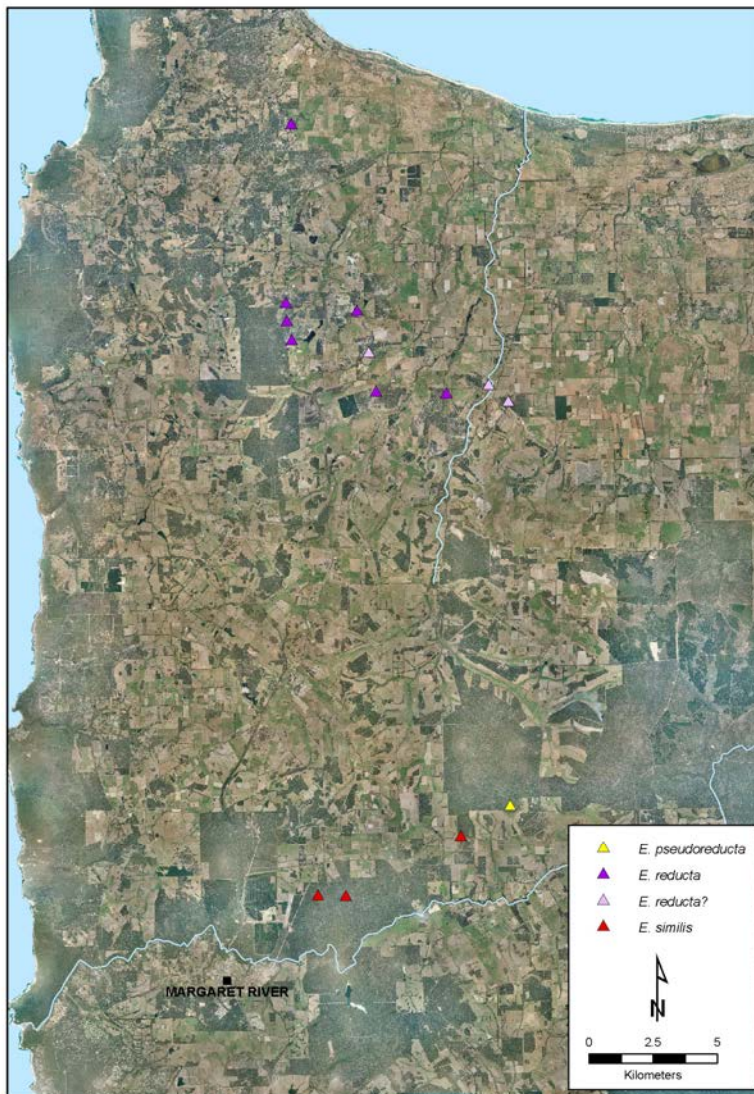 E. pseudoreducta
E. reducta
E. reducta?
E. similis
N
MARGARET RIVER
0 2.5 5
Kilometers